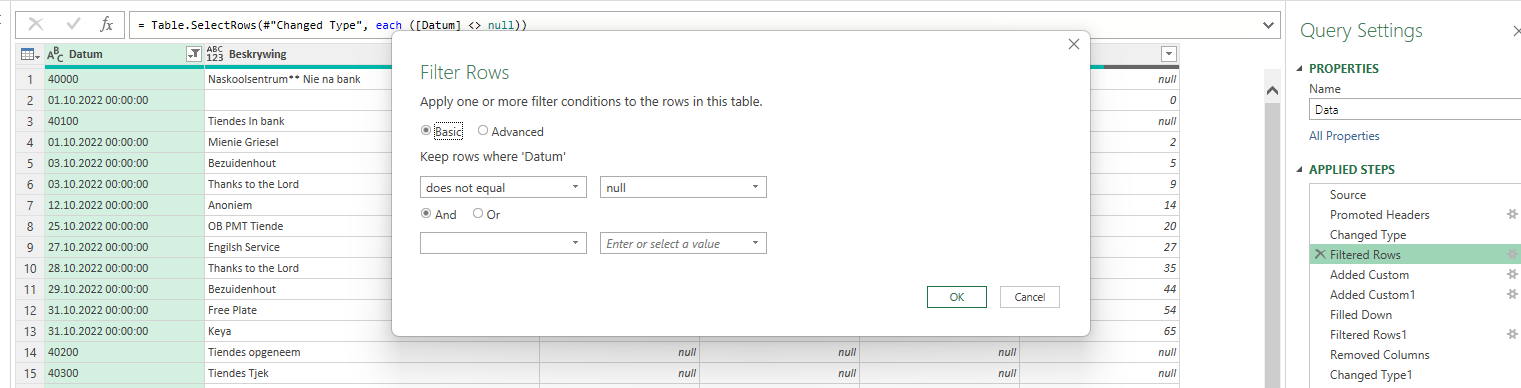 = Table.SelectRows(#"Changed Type", each ([Datum] <> null))
Query Settings
PROPERTIES
Name
Data
All Properties
APPLIED STEPS
Source
Promoted Headers
Changed Type
Filtered Rows
Added Custom
Added Custom1
Filled Down
Filtered Rows1
Removed Columns
Changed Type1
Filter Rows
Apply one or more filter conditions to the rows in this table.
Basic Advanced
Keep rows where 'Datum'
does not equal null
And Or
Enter or select a value
OK Cancel
ABC Datum ABC123 Beskrywing
1 40000 Naskoolsentrum** Nie na bank null
2 01.10.2022 00:00:00 0
3 40100 Tiendes In bank null
4 01.10.2022 00:00:00 Mienie Griesel 2
5 03.10.2022 00:00:00 Bezuidenhout 5
6 03.10.2022 00:00:00 Thanks to the Lord 9
7 12.10.2022 00:00:00 Anoniem 14
8 25.10.2022 00:00:00 OB PMT Tiende 20
9 27.10.2022 00:00:00 Engilsh Service 27
10 28.10.2022 00:00:00 Thanks to the Lord 35
11 29.10.2022 00:00:00 Bezuidenhout 44
12 31.10.2022 00:00:00 Free Plate 54
13 31.10.2022 00:00:00 Keya 65
14 40200 Tiendes opgeneem null null null null
15 40300 Tiendes Tjek null null null null